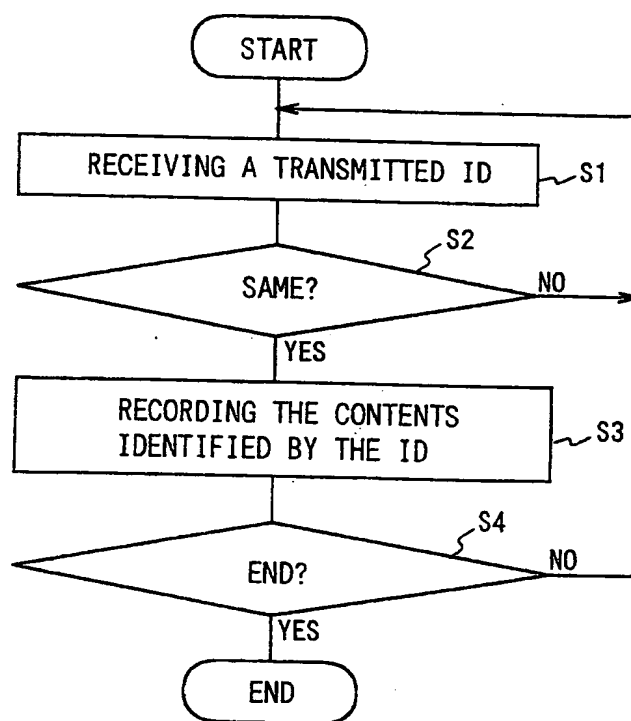 START
RECEIVING A TRANSMITTED ID
S1
S2
SAME?
NO
YES
RECORDING THE CONTENTS
IDENTIFIED BY THE ID
S3
S4
END?
NO
YES
END